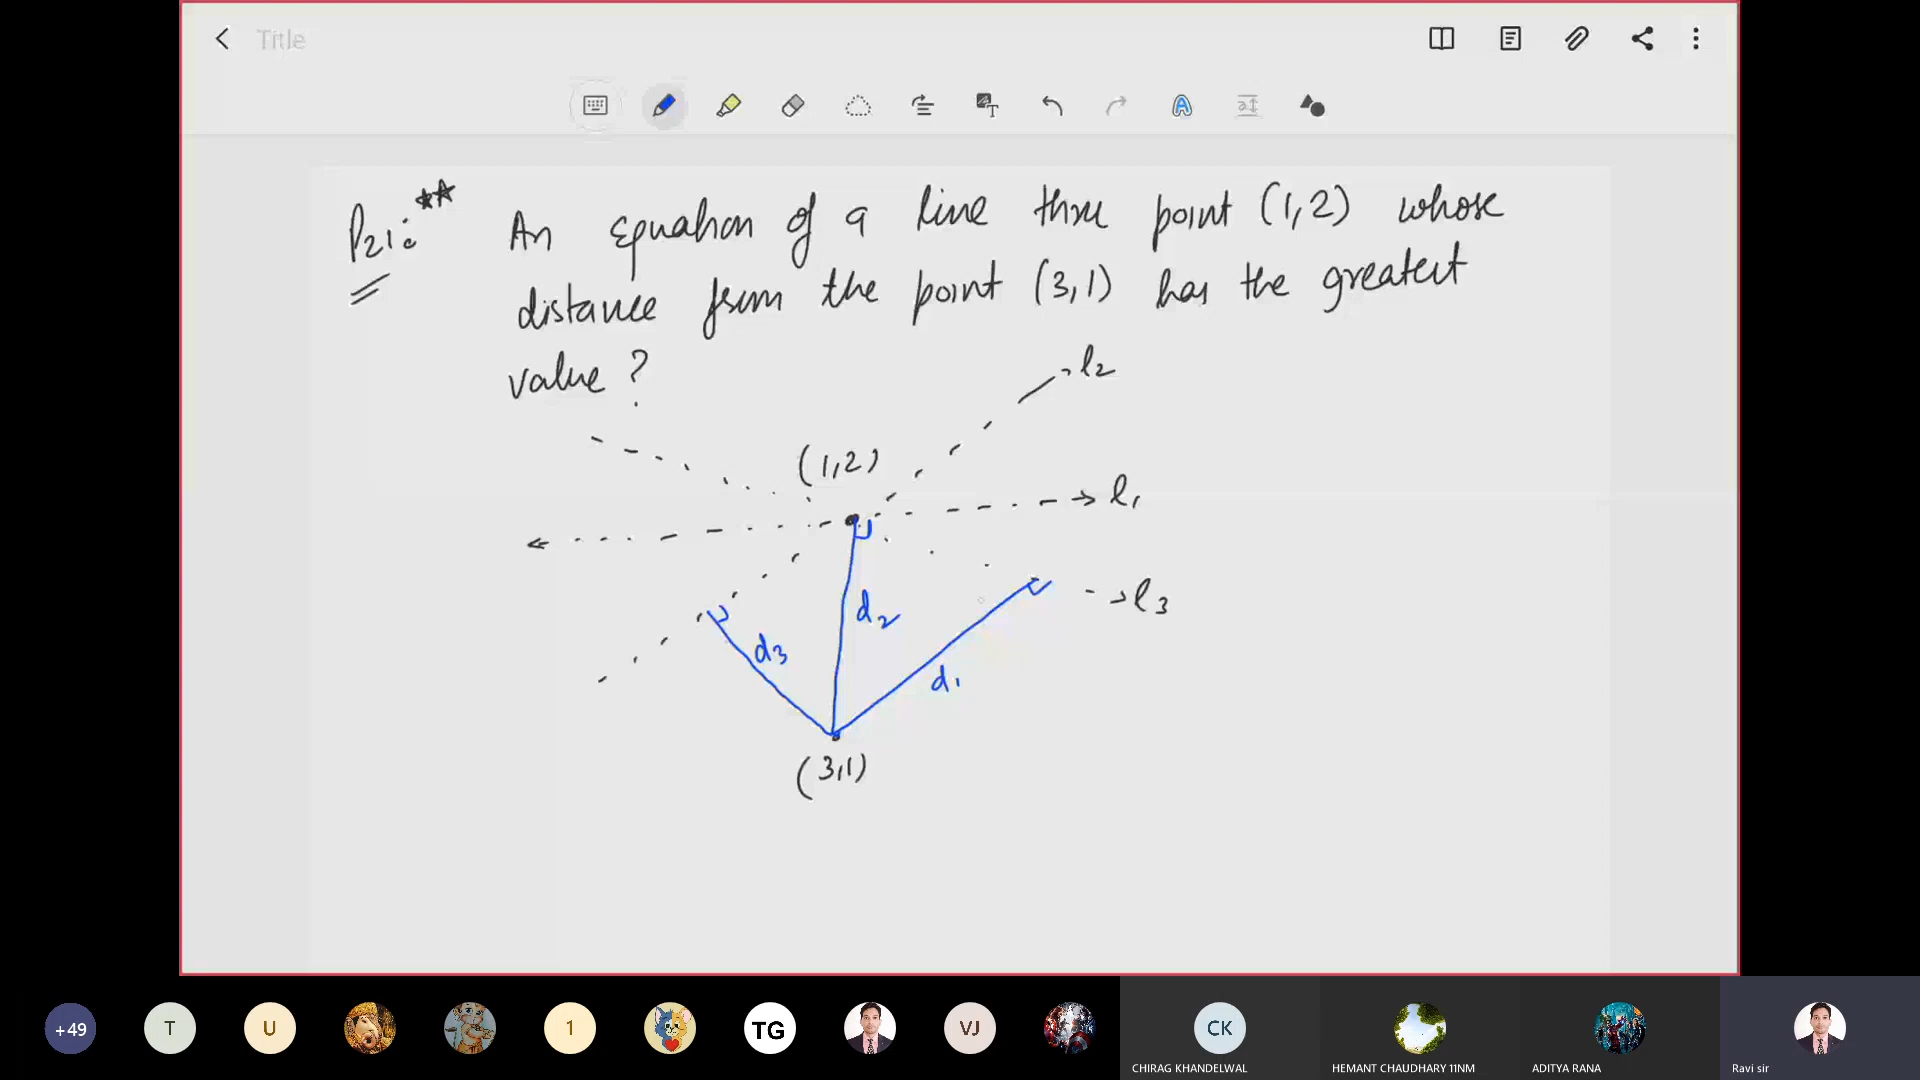 Title
P21: An equation of a line thru point (1,2) whose
distance from the point (3,1) has the greatest
value ?
l2
(1,2)
l1
l3
d2
d3
d1
(3,1)
+49
T
U
1
TG
VJ
CK
CHIRAG KHANDELWAL
HEMANT CHAUDHARY 11NM
ADITYA RANA
Ravi sir